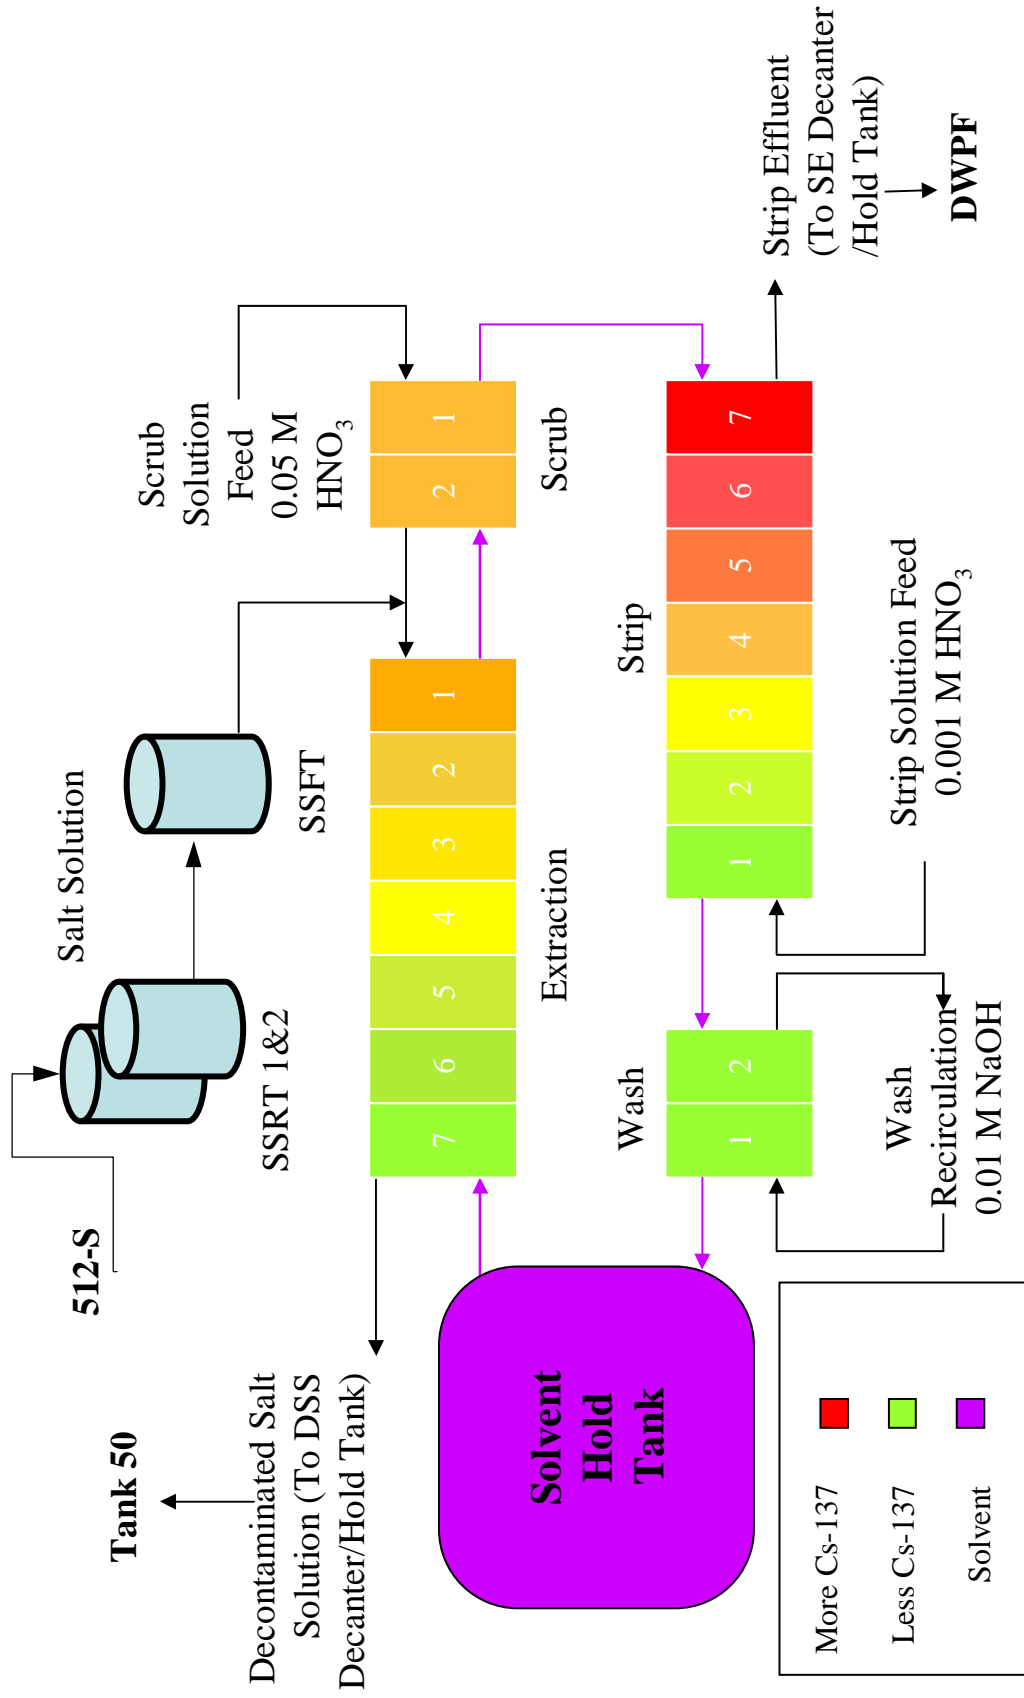 512-S
Salt Solution
SSRT 1&2
SSFT
Tank 50
Decontaminated Salt
Solution (To DSS
Decanter/Hold Tank)
Scrub
Solution
Feed
0.05 M
HNO3
7 6 5 4 3 2 1
Extraction
2 1
Scrub
Solvent
Hold
Tank
Wash
1 2
Wash
Recirculation
0.01 M NaOH
Strip
1 2 3 4 5 6 7
Strip Solution Feed
0.001 M HNO3
Strip Effluent
(To SE Decanter
/Hold Tank)
DWPF
More Cs-137
Less Cs-137
Solvent